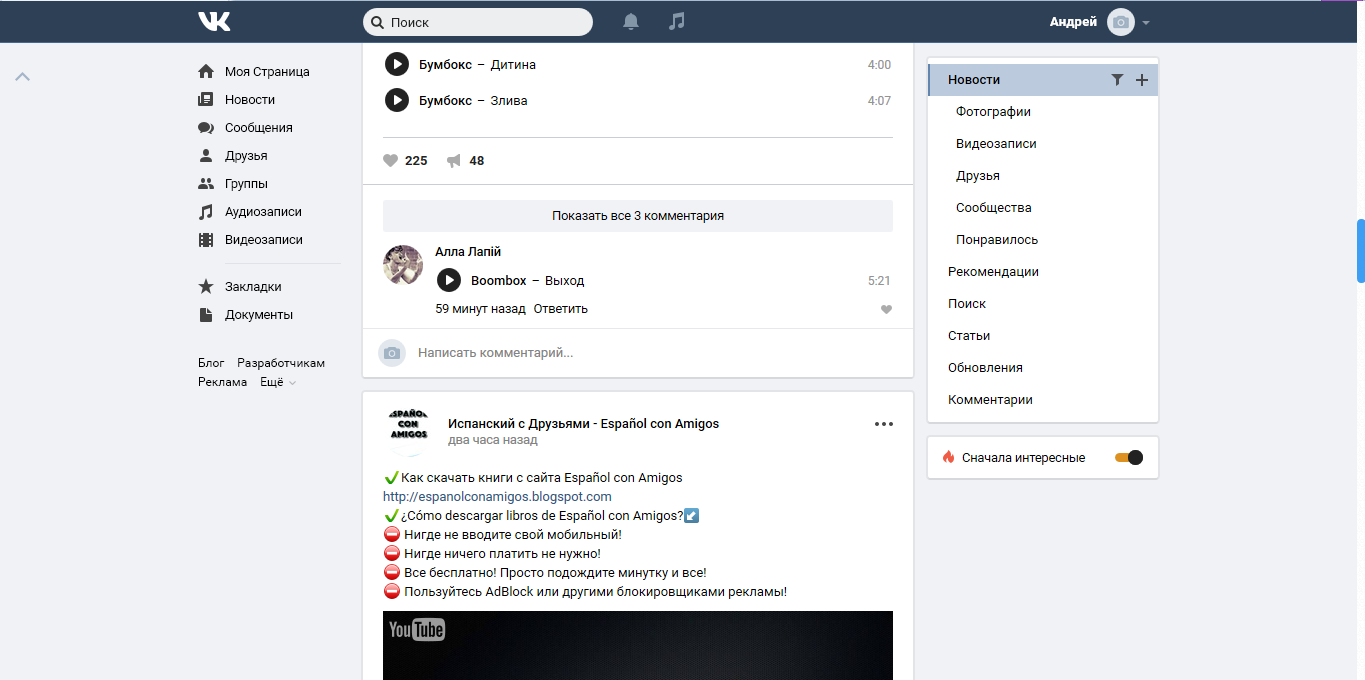 Поиск
Андрей
Моя Страница
Новости
Сообщения
Друзья
Группы
Аудиозаписи
Видеозаписи
Закладки
Документы
Блог Разработчикам
Реклама Ещё
Бумбокс – Дитина 4:00
Бумбокс – Злива 4:07
225 48
Показать все 3 комментария
Алла Лапій
Boombox – Выход 5:21
59 минут назад Ответить
Написать комментарий...
ESPAÑOL
CON
AMIGOS
Испанский с Друзьями - Español con Amigos
два часа назад
Как скачать книги с сайта Español con Amigos
http://espanolconamigos.blogspot.com
¿Cómo descargar libros de Español con Amigos?
Нигде не вводите свой мобильный!
Нигде ничего платить не нужно!
Все бесплатно! Просто подождите минутку и все!
Пользуйтесь AdBlock или другими блокировщиками рекламы!
YouTube
Новости
Фотографии
Видеозаписи
Друзья
Сообщества
Понравилось
Рекомендации
Поиск
Статьи
Обновления
Комментарии
Сначала интересные